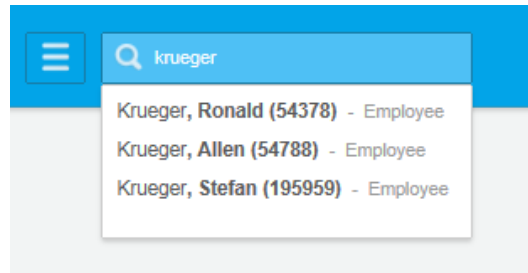 krueger
Krueger, Ronald (54378) - Employee
Krueger, Allen (54788) - Employee
Krueger, Stefan (195959) - Employee